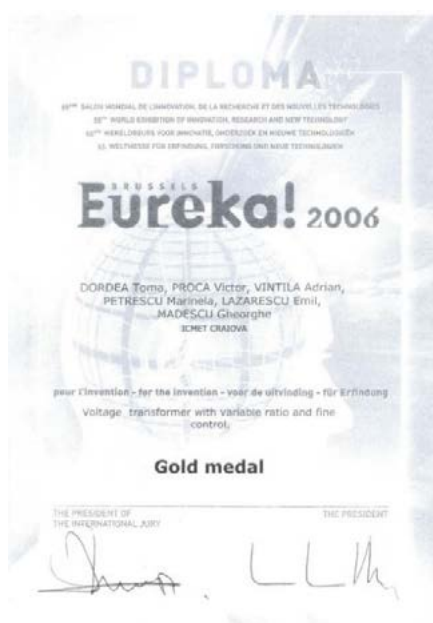 DIPLOMA
55ème SALON MONDIAL DE L'INNOVATION, DE LA RECHERCHE ET DES NOUVELLES TECHNOLOGIES
55th WORLD EXHIBITION OF INNOVATION, RESEARCH AND NEW TECHNOLOGY
WERELDBEURS VOOR INNOVATIE, ONDERZOEK EN NIEUWE TECHNOLOGIEËN
55. WELTMESSE FÜR ERFINDUNG, FORSCHUNG UND NEUE TECHNOLOGIEN
BRUSSELS
Eureka! 2006
DORDEA Toma, PROCA Victor, VINTILA Adrian,
PETRESCU Marinela, LAZARESCU Emil,
MADESCU Gheorghe
ICMET CRAIOVA
pour l'invention - for the invention - voor de uitvinding - für Erfindung
Voltage transformer with variable ratio and fine
control.
Gold medal
THE PRESIDENT OF
THE INTERNATIONAL JURY
THE PRESIDENT